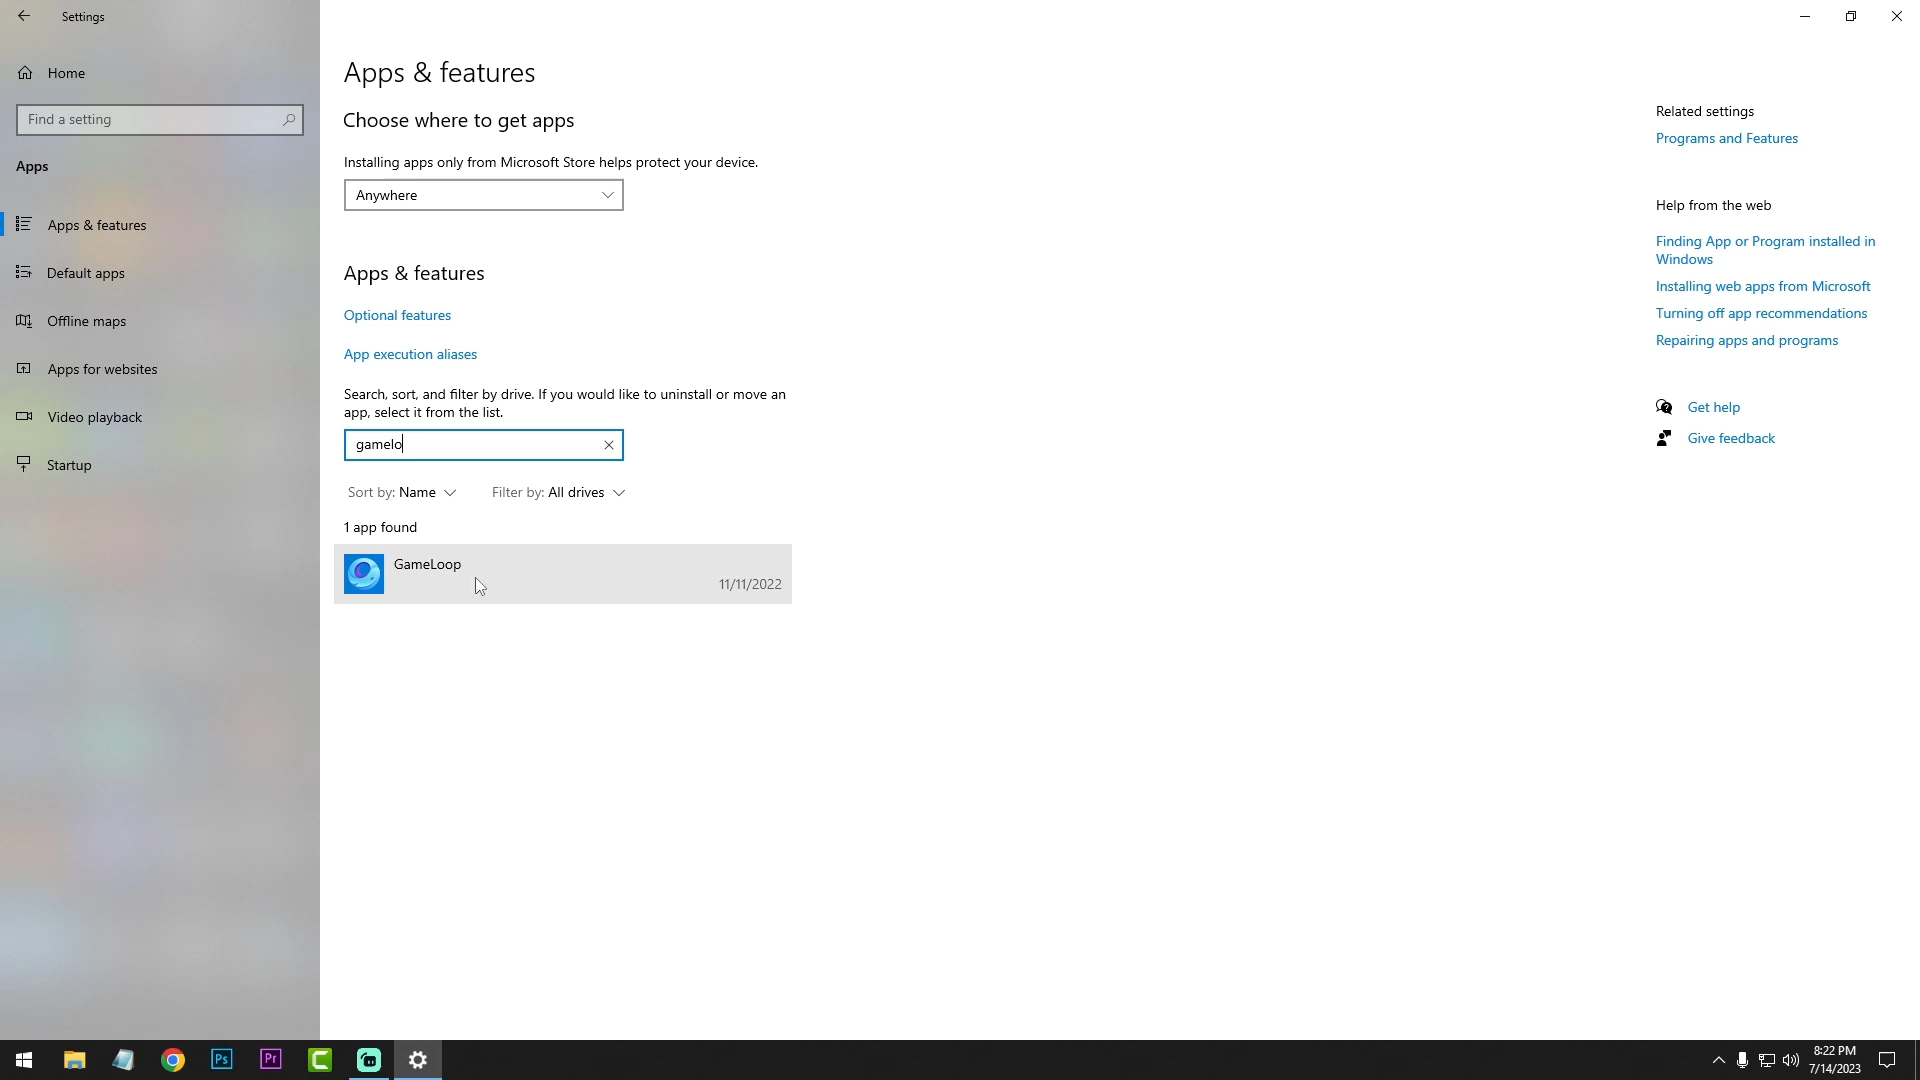 Settings
Home
Find a setting
Apps
Apps & features
Default apps
Offline maps
Apps for websites
Video playback
Startup
Apps & features
Choose where to get apps
Installing apps only from Microsoft Store helps protect your device.
Anywhere
Apps & features
Optional features
App execution aliases
Search, sort, and filter by drive. If you would like to uninstall or move an
app, select it from the list.
gamelo
Sort by: Name
Filter by: All drives
1 app found
GameLoop
11/11/2022
Related settings
Programs and Features
Help from the web
Finding App or Program installed in
Windows
Installing web apps from Microsoft
Turning off app recommendations
Repairing apps and programs
Get help
Give feedback
Ps
Pr
8:22 PM
7/14/2023